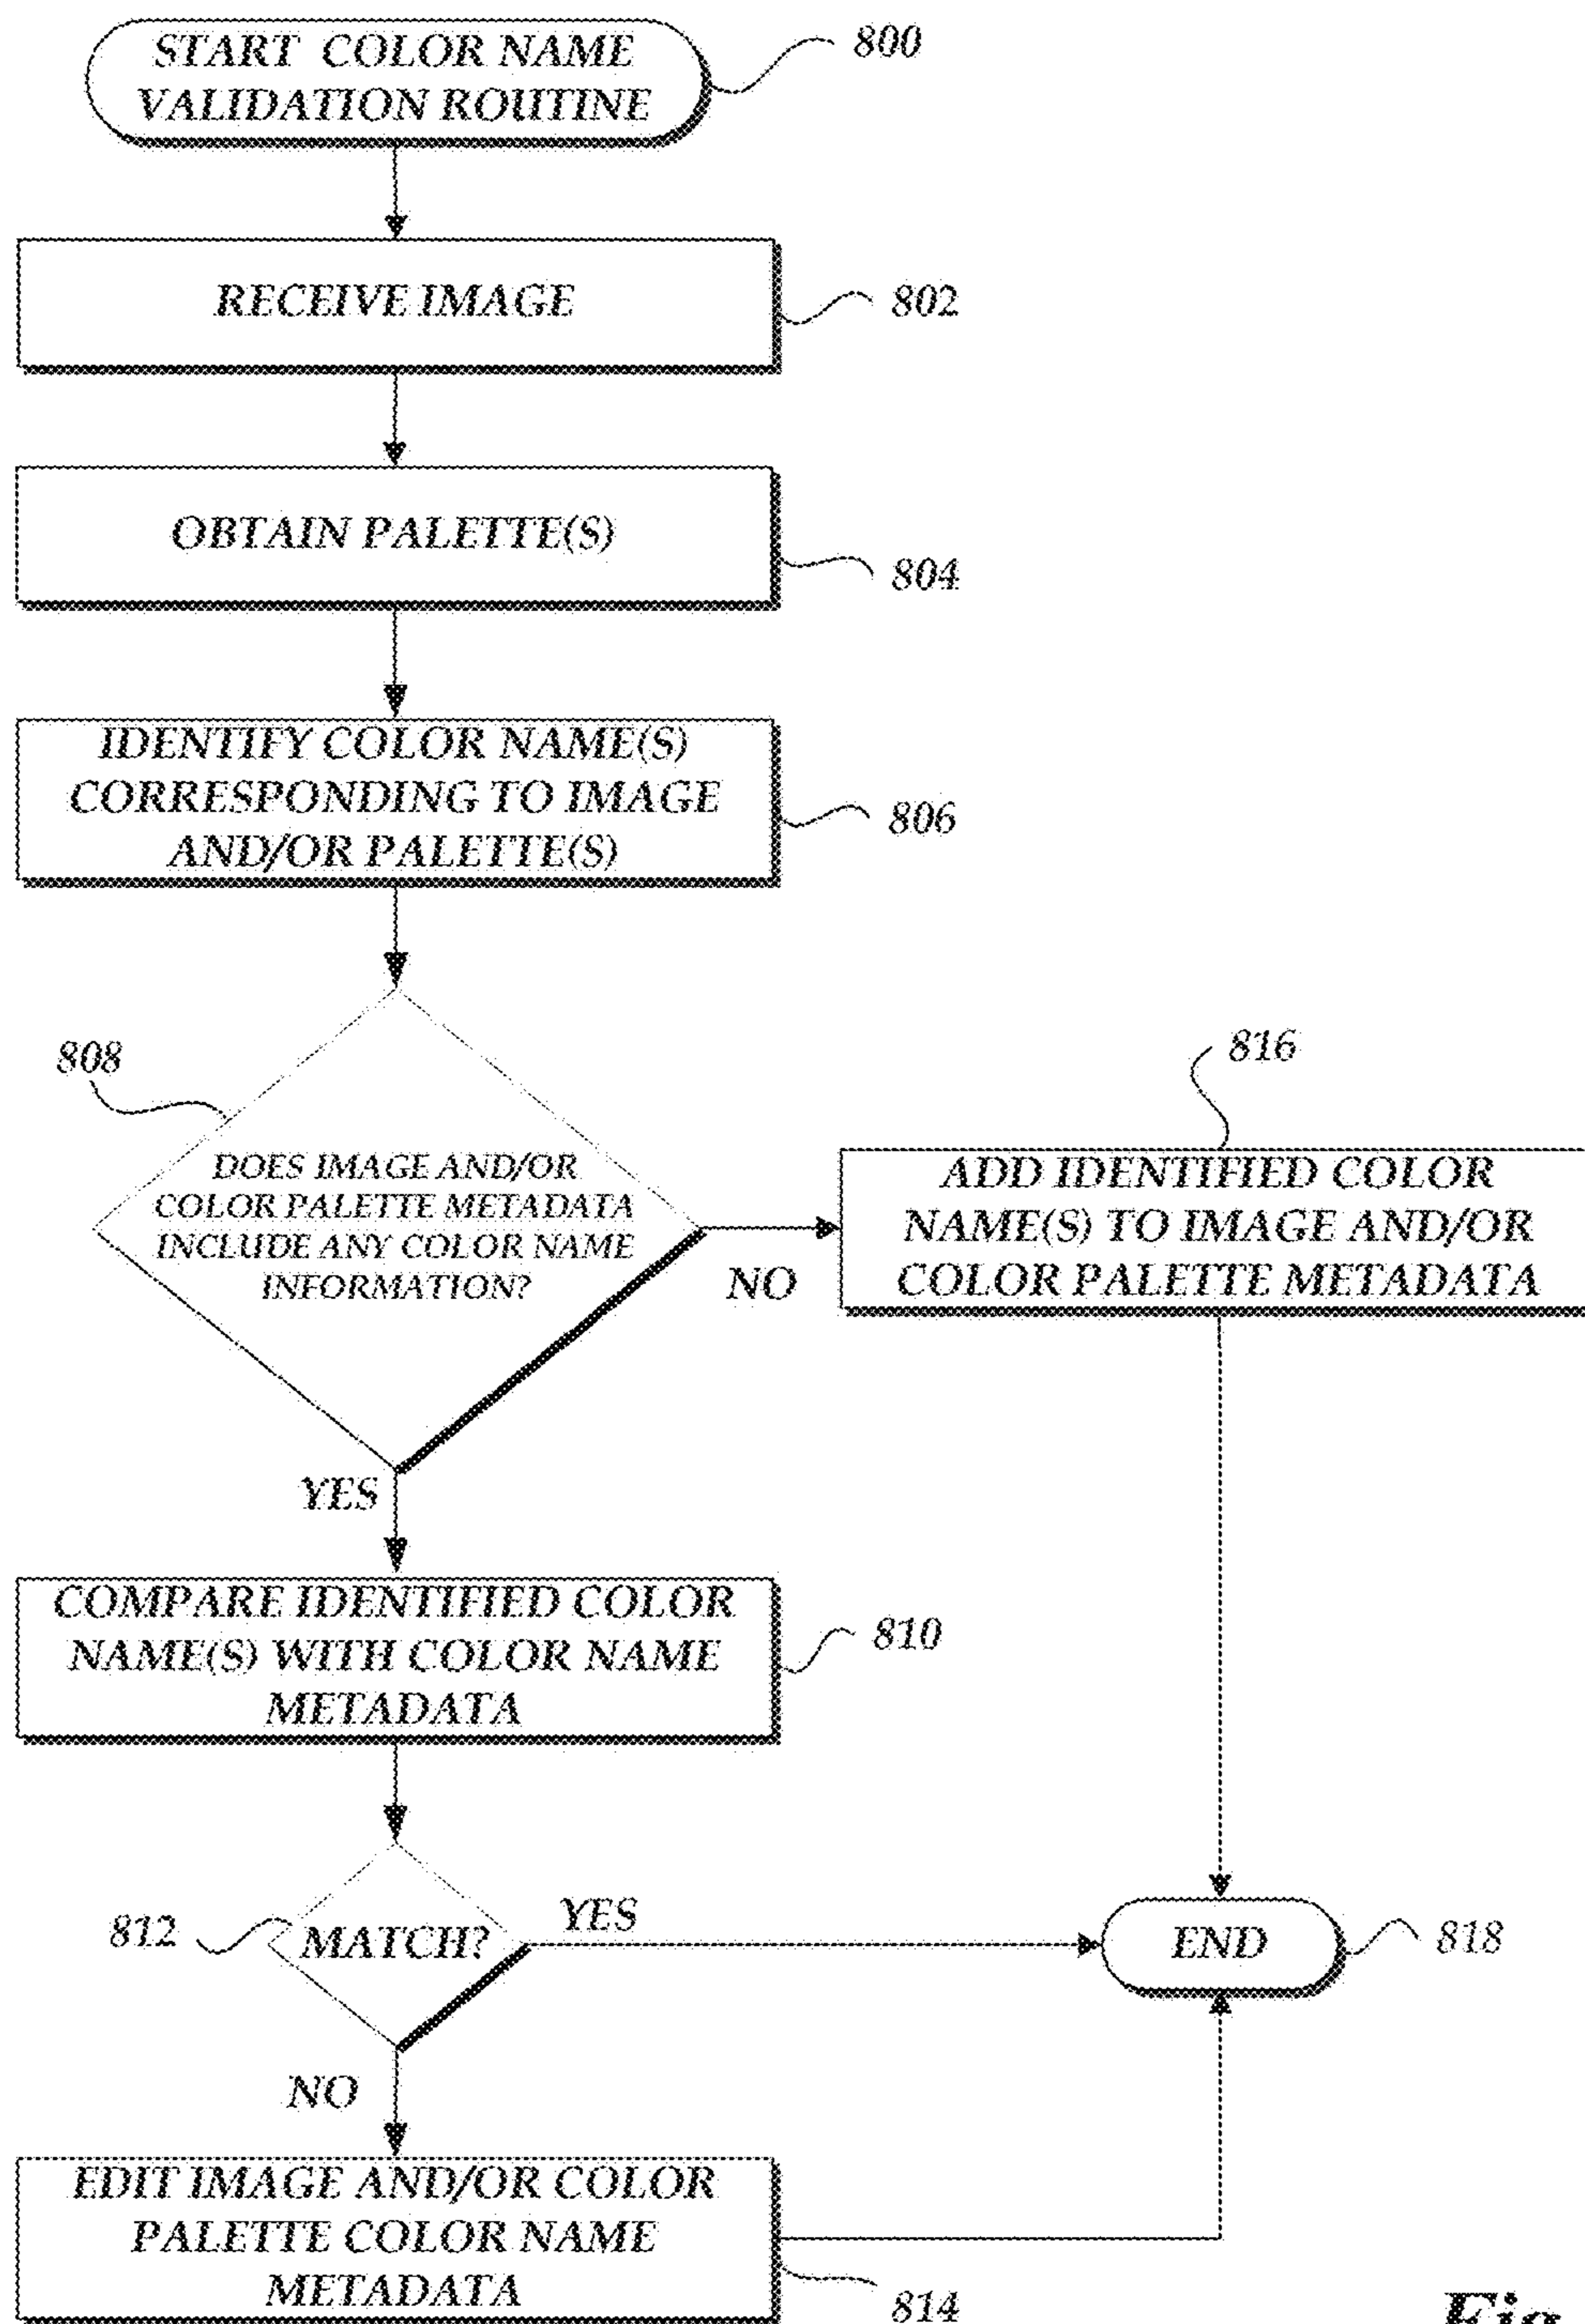 START COLOR NAME
VALIDATION ROUTINE
800
RECEIVE IMAGE
802
OBTAIN PALETTE(S)
804
IDENTIFY COLOR NAME(S)
CORRESPONDING TO IMAGE
AND/OR PALETTE(S)
806
808
DOES IMAGE AND/OR
COLOR PALETTE METADATA
INCLUDE ANY COLOR NAME
INFORMATION?
NO
816
ADD IDENTIFIED COLOR
NAME(S) TO IMAGE AND/OR
COLOR PALETTE METADATA
YES
COMPARE IDENTIFIED COLOR
NAME(S) WITH COLOR NAME
METADATA
810
812
MATCH?
YES
END
818
NO
EDIT IMAGE AND/OR COLOR
PALETTE COLOR NAME
METADATA
814